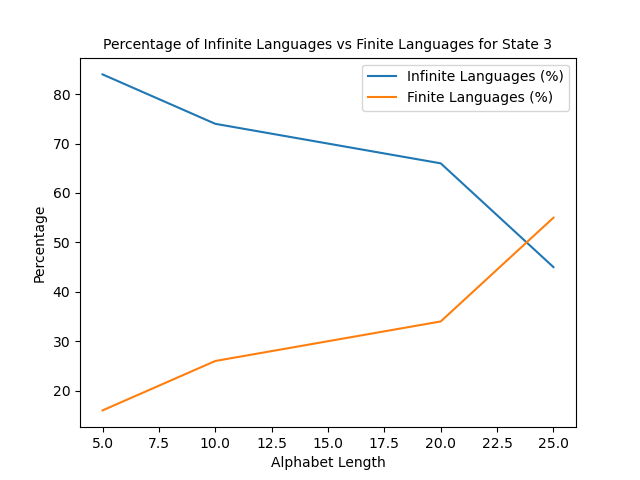 Percentage of Infinite Languages vs Finite Languages for State 3
Infinite Languages (%)
Finite Languages (%)
Percentage
80
70
60
50
40
30
20
5.0 7.5 10.0 12.5 15.0 17.5 20.0 22.5 25.0
Alphabet Length